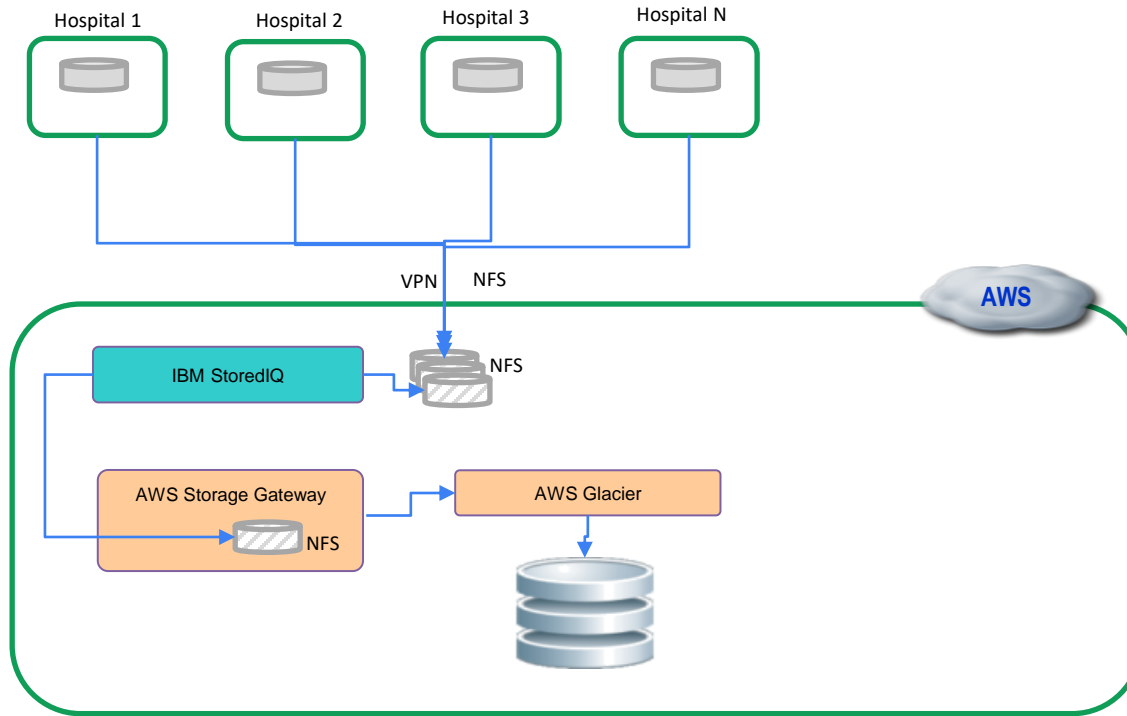 Hospital 1
Hospital 2
Hospital 3
Hospital N
VPN
NFS
AWS
IBM StoredIQ
NFS
AWS Storage Gateway
AWS Glacier
NFS